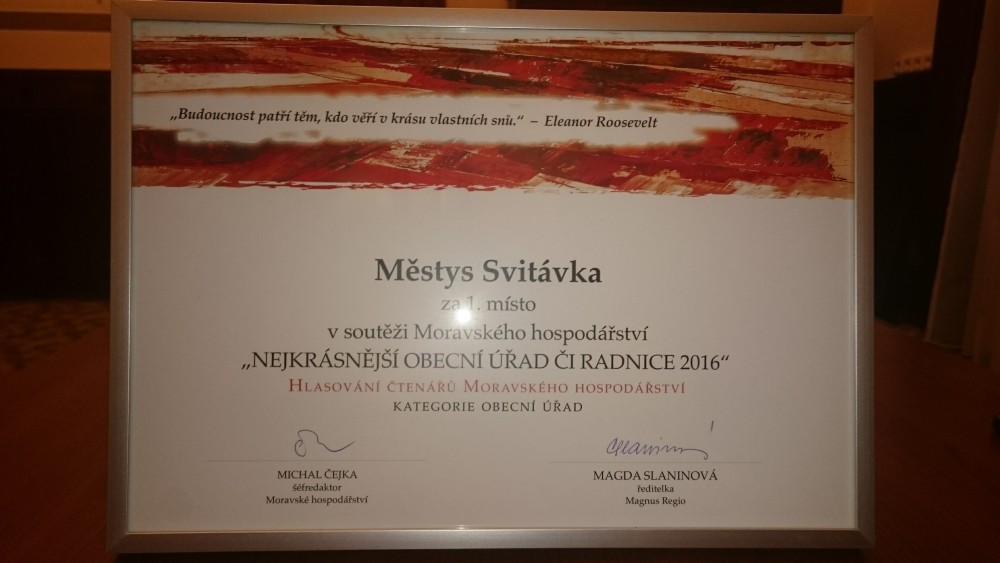 „Budoucnost patří těm, kdo věří v krásu vlastních snů.“ – Eleanor Roosevelt
Městys Svitávka
za 1. místo
v soutěži Moravského hospodářství
„NEJKRÁSNĚJŠÍ OBECNÍ ÚŘAD ČI RADNICE 2016“
HLASOVÁNÍ ČTENÁŘŮ MORAVSKÉHO HOSPODÁŘSTVÍ
KATEGORIE OBECNÍ ÚŘAD
MICHAL ČEJKA
šéfredaktor
Moravské hospodářství
MAGDA SLANINOVÁ
ředitelka
Magnus Regio